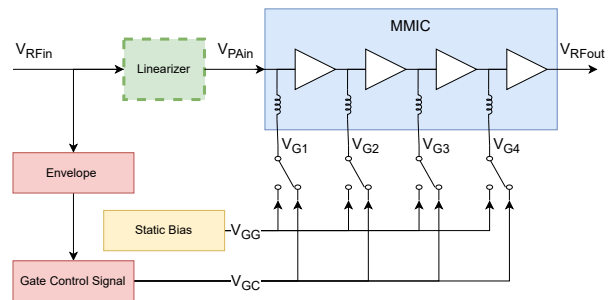 MMIC
V_RFin
Linearizer
V_PAin
V_RFout
V_G1
V_G2
V_G3
V_G4
Envelope
Static Bias
V_GG
Gate Control Signal
V_GC